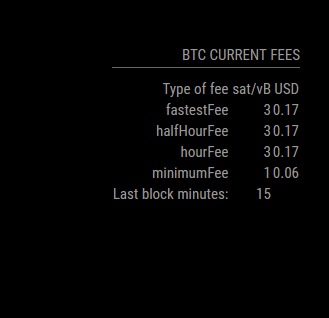 BTC CURRENT FEES
Type of fee sat/vB USD
fastestFee 3 0.17
halfHourFee 3 0.17
hourFee 3 0.17
minimumFee 1 0.06
Last block minutes: 15